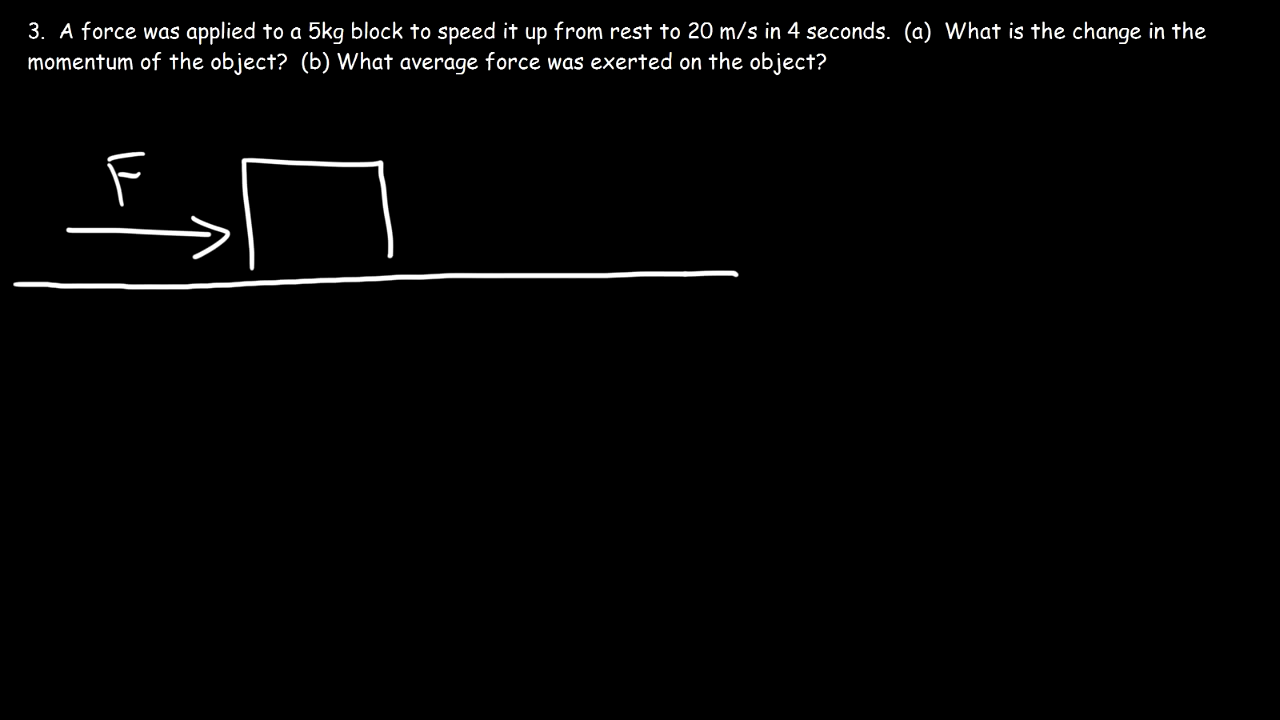 3. A force was applied to a 5kg block to speed it up from rest to 20 m/s in 4 seconds. (a) What is the change in the
momentum of the object? (b) What average force was exerted on the object?
F